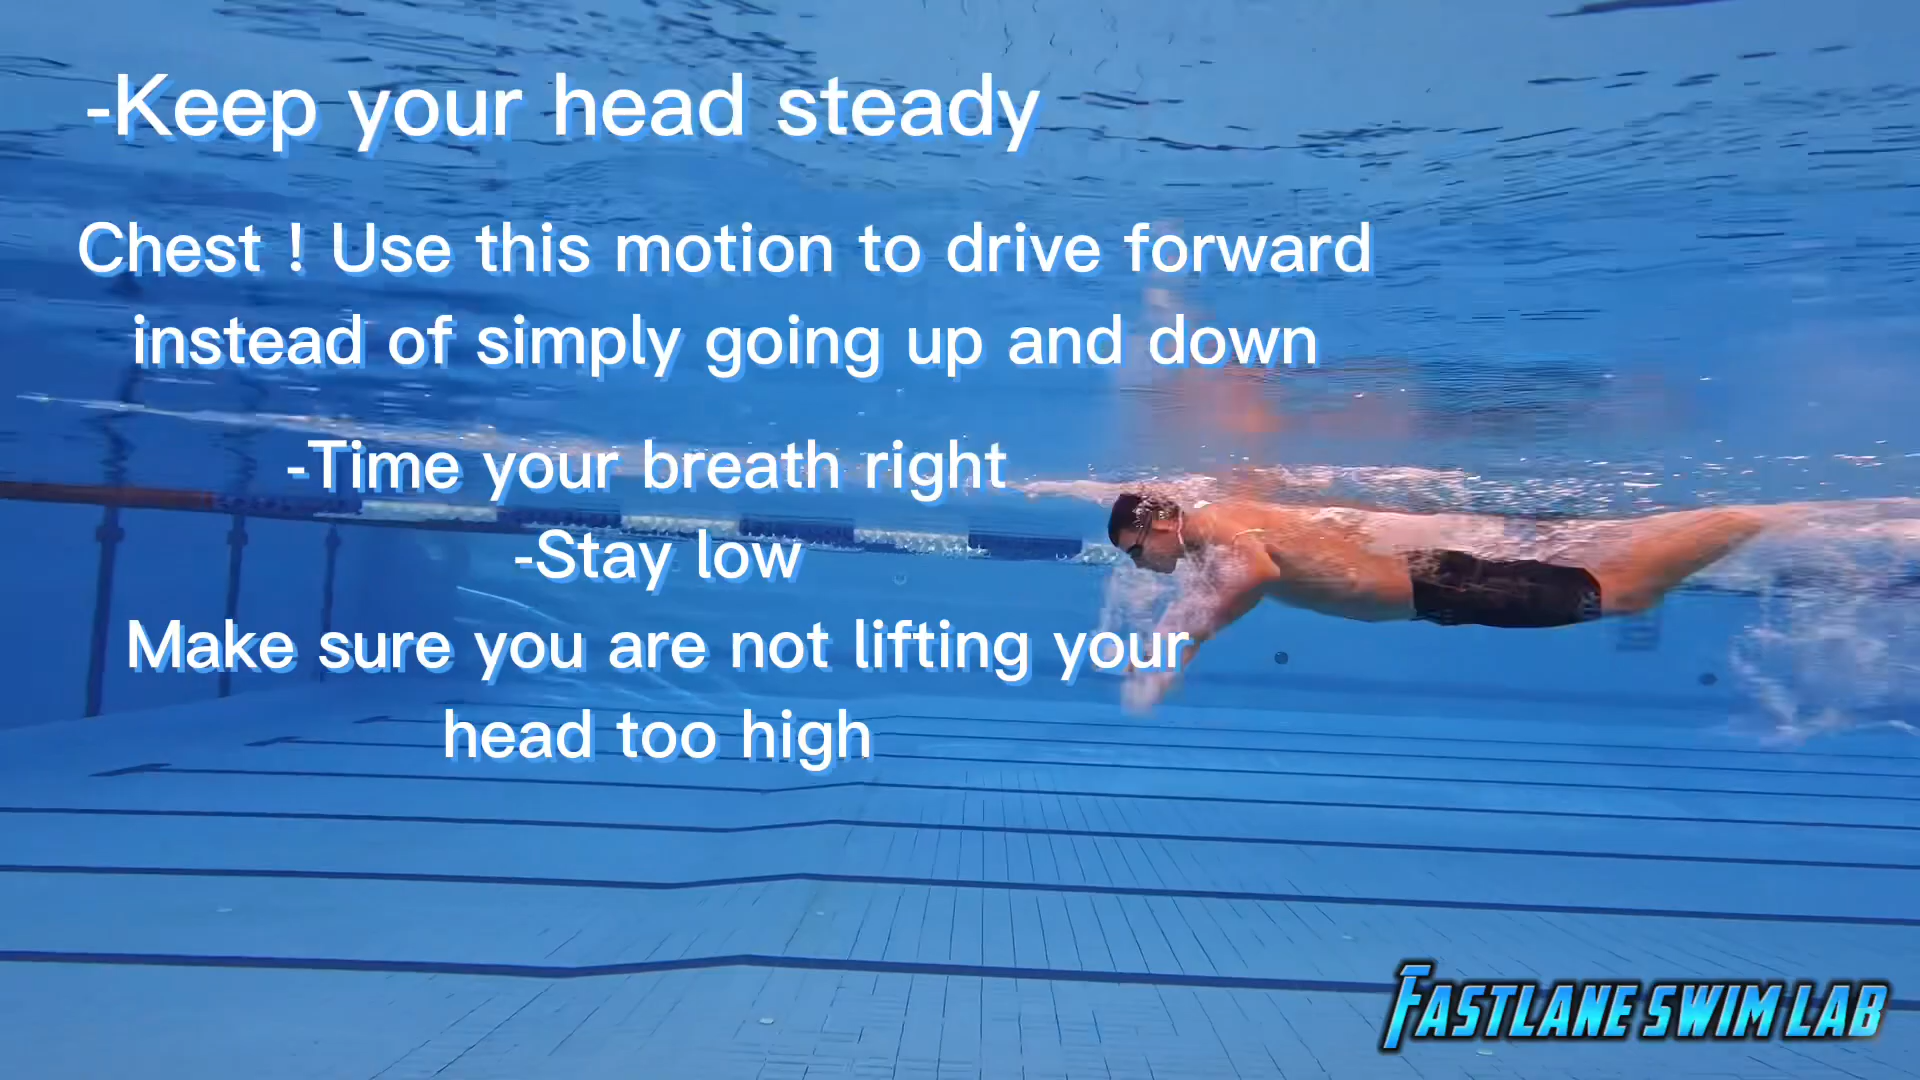 -Keep your head steady
Chest ! Use this motion to drive forward
instead of simply going up and down
-Time your breath right
-Stay low
Make sure you are not lifting your
head too high
FASTLANE SWIM LAB